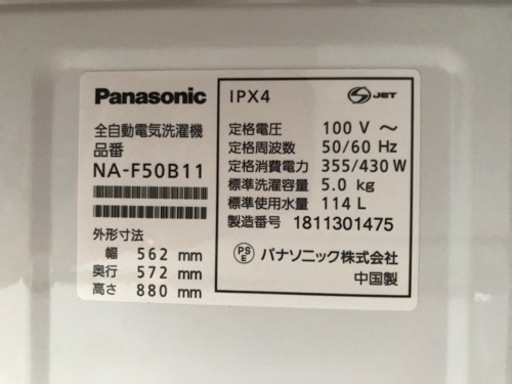 Panasonic
全自動電気洗濯機
品番
NA-F50B11
外形寸法
幅 562 mm
奥行 572 mm
高さ 880 mm
IPX4
S JET
定格電圧 100 V ～
定格周波数 50/60 Hz
定格消費電力 355/430 W
標準洗濯容量 5.0 kg
標準使用水量 114 L
製造番号 1811301475
PS E パナソニック株式会社
中国製